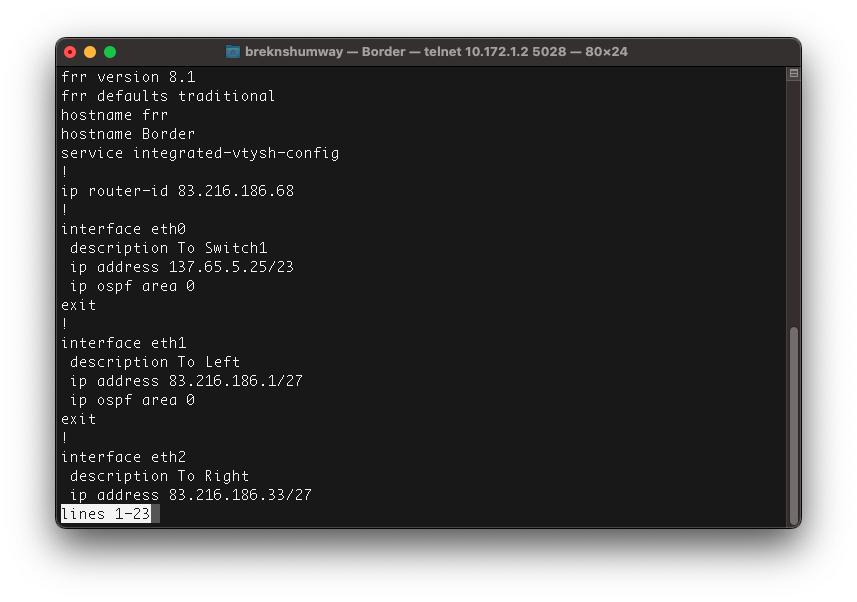 breknshumway — Border — telnet 10.172.1.2 5028 — 80×24
frr version 8.1
frr defaults traditional
hostname frr
hostname Border
service integrated-vtysh-config
!
ip router-id 83.216.186.68
!
interface eth0
 description To Switch1
 ip address 137.65.5.25/23
 ip ospf area 0
exit
!
interface eth1
 description To Left
 ip address 83.216.186.1/27
 ip ospf area 0
exit
!
interface eth2
 description To Right
 ip address 83.216.186.33/27
lines 1-23